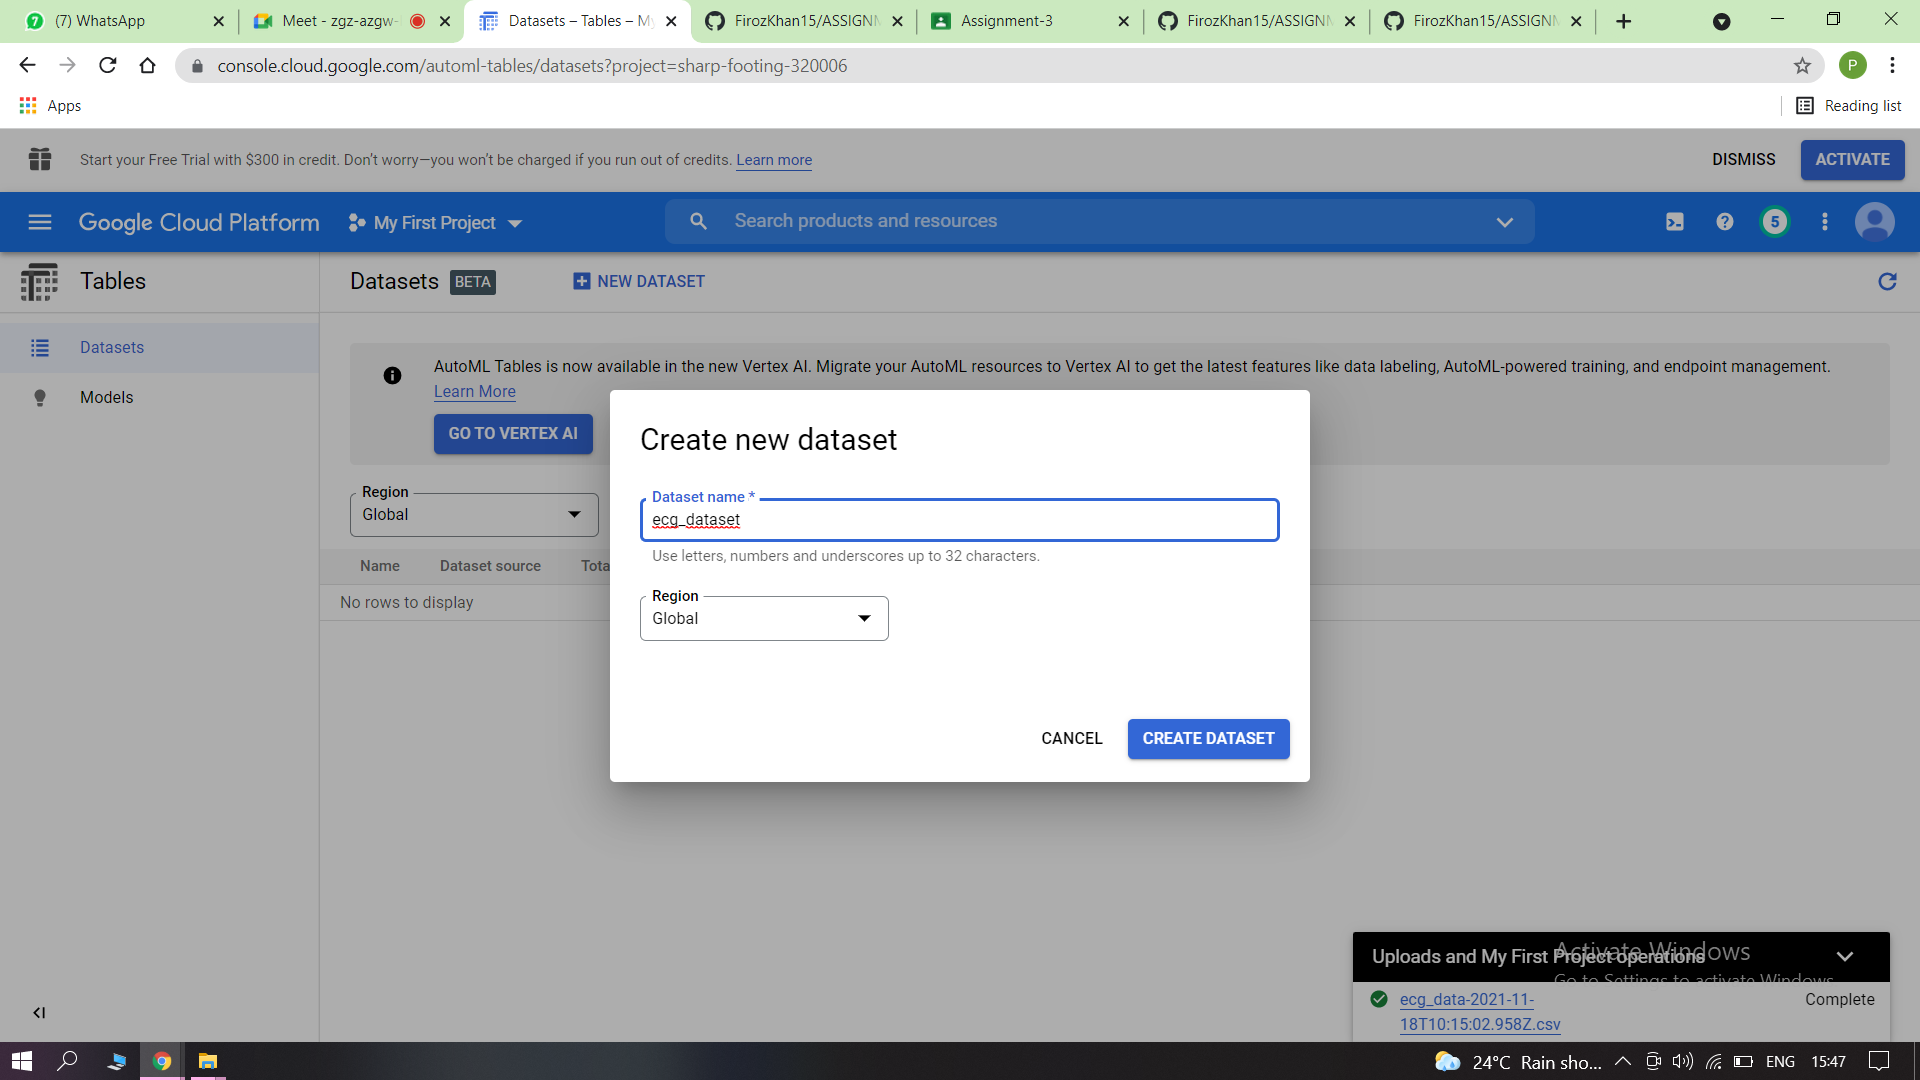 (7) WhatsApp
Meet - zgz-azgw-
Datasets – Tables – My
FirozKhan15/ASSIGNM
Assignment-3
FirozKhan15/ASSIGNM
FirozKhan15/ASSIGNM
console.cloud.google.com/automl-tables/datasets?project=sharp-footing-320006
P
Apps
Reading list
Start your Free Trial with $300 in credit. Don't worry—you won't be charged if you run out of credits. Learn more
DISMISS
ACTIVATE
Google Cloud Platform
My First Project
Search products and resources
5
Tables
Datasets BETA
NEW DATASET
Datasets
Models
AutoML Tables is now available in the new Vertex AI. Migrate your AutoML resources to Vertex AI to get the latest features like data labeling, AutoML-powered training, and endpoint management.
Learn More
GO TO VERTEX AI
Region
Global
Name
Dataset source
Tota
No rows to display
Create new dataset
Dataset name *
ecg_dataset
Use letters, numbers and underscores up to 32 characters.
Region
Global
CANCEL
CREATE DATASET
Uploads and My First Project operations
Activate Windows
Go to Settings to activate Windows.
ecg_data-2021-11-
18T10:15:02.958Z.csv
Complete
24°C Rain sho...
ENG
15:47